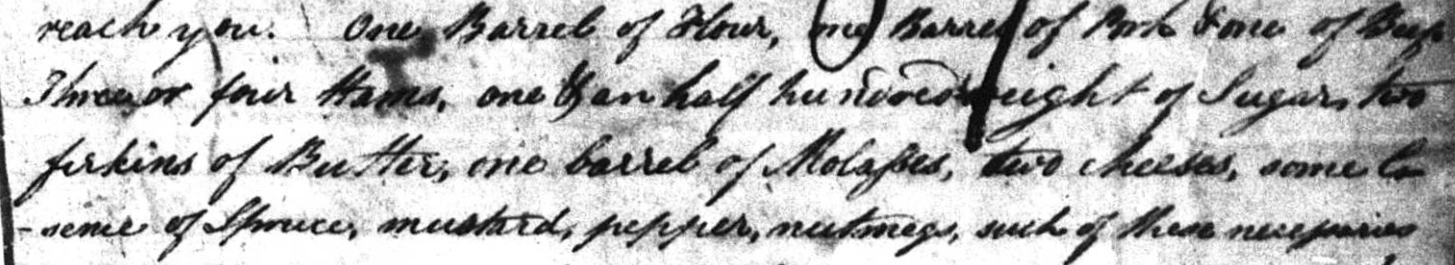 reach you. One Barrel of Flour, one Barrel of Pork & one of Beef
Three or four Hams, one & an half hundredweight of Sugar, two
firkins of Butter, one barrel of Molasses, two cheeses, some Es
-sence of Spruce, mustard, pepper, nutmegs, such of these necessaries